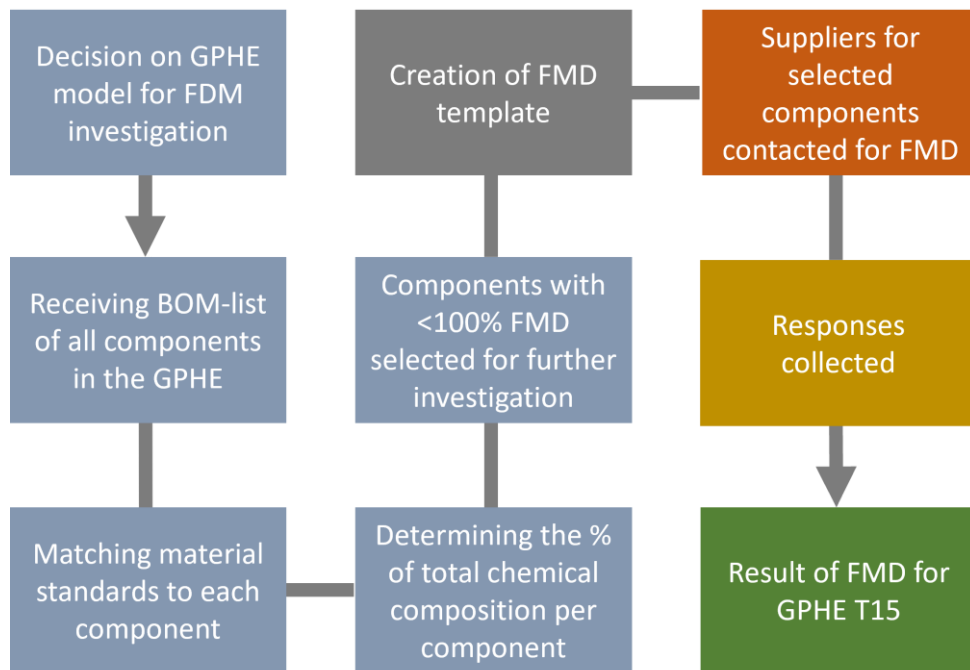 Decision on GPHE
model for FDM
investigation
Receiving BOM-list
of all components
in the GPHE
Matching material
standards to each
component
Determining the %
of total chemical
composition per
component
Components with
<100% FMD
selected for further
investigation
Creation of FMD
template
Suppliers for
selected
components
contacted for FMD
Responses
collected
Result of FMD for
GPHE T15